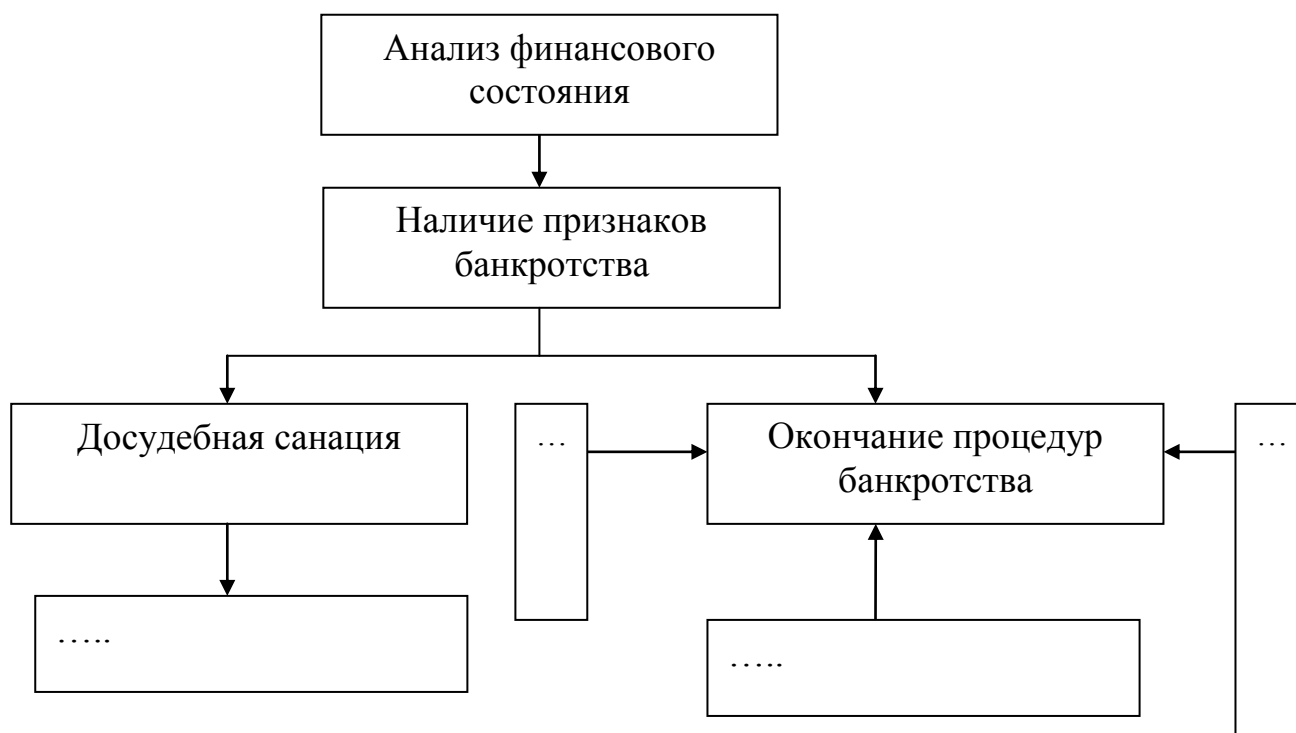 Анализ финансового
состояния
Наличие признаков
банкротства
Досудебная санация
…
Окончание процедур
банкротства
…
…..
…..